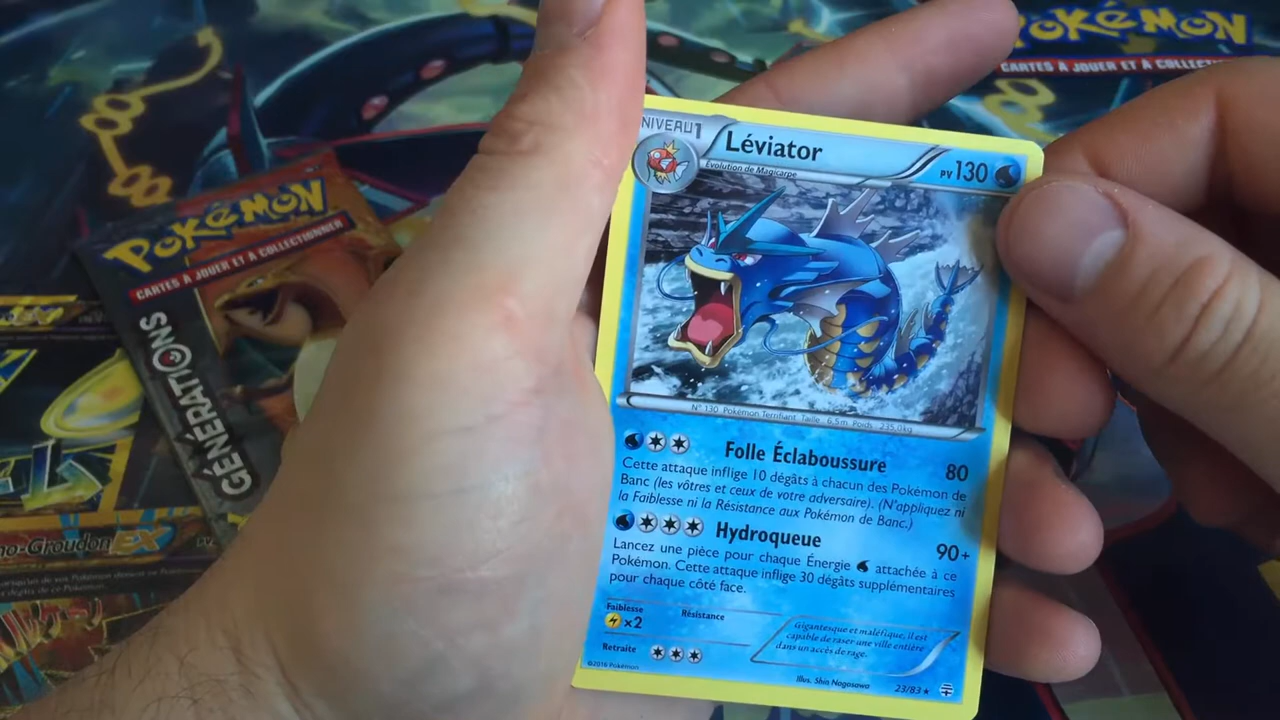 POKéMON
CARTES À JOUER ET À COLLECTIONNER
GÉNÉRATIONS
POKéMON
CARTES À JOUER ET À COLLECT
no-Groudon EX
NIVEAU 1
Léviator
Évolution de Magicarpe
PV 130
N° 130 Pokémon Terrifiant Taille : 6,5m Poids : 235,0kg
Folle Éclaboussure 80
Cette attaque inflige 10 dégâts à chacun des Pokémon de
Banc (les vôtres et ceux de votre adversaire). (N'appliquez ni
la Faiblesse ni la Résistance aux Pokémon de Banc.)
Hydroqueue 90+
Lancez une pièce pour chaque Énergie attachée à ce
Pokémon. Cette attaque inflige 30 dégâts supplémentaires
pour chaque côté face.
Faiblesse Résistance
x2
Retraite
Gigantesque et maléfique, il est
capable de raser une ville entière
dans un accès de rage.
©2016 Pokémon
Illus. Shin Nagasawa
23/83 ★